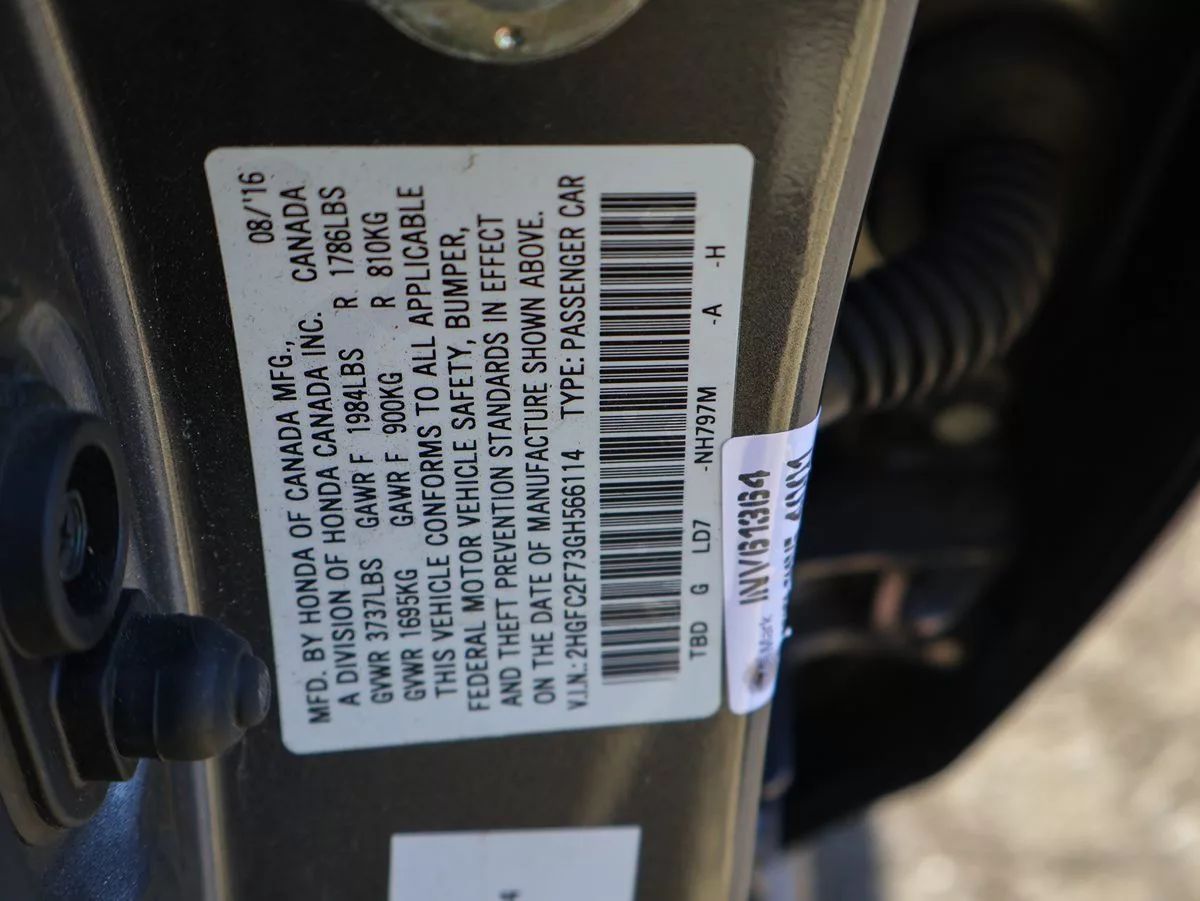 08/'16
MFD. BY HONDA OF CANADA MFG., CANADA
A DIVISION OF HONDA CANADA INC.
GVWR 3737LBS GAWR F 1984LBS R 1786LBS
GVWR 1695KG GAWR F 900KG R 810KG
THIS VEHICLE CONFORMS TO ALL APPLICABLE
FEDERAL MOTOR VEHICLE SAFETY, BUMPER,
AND THEFT PREVENTION STANDARDS IN EFFECT
ON THE DATE OF MANUFACTURE SHOWN ABOVE.
V.I.N.: 2HGFC2F73GH566114 TYPE: PASSENGER CAR
TBD G LD7 -NH797M -A -H
Mark
4